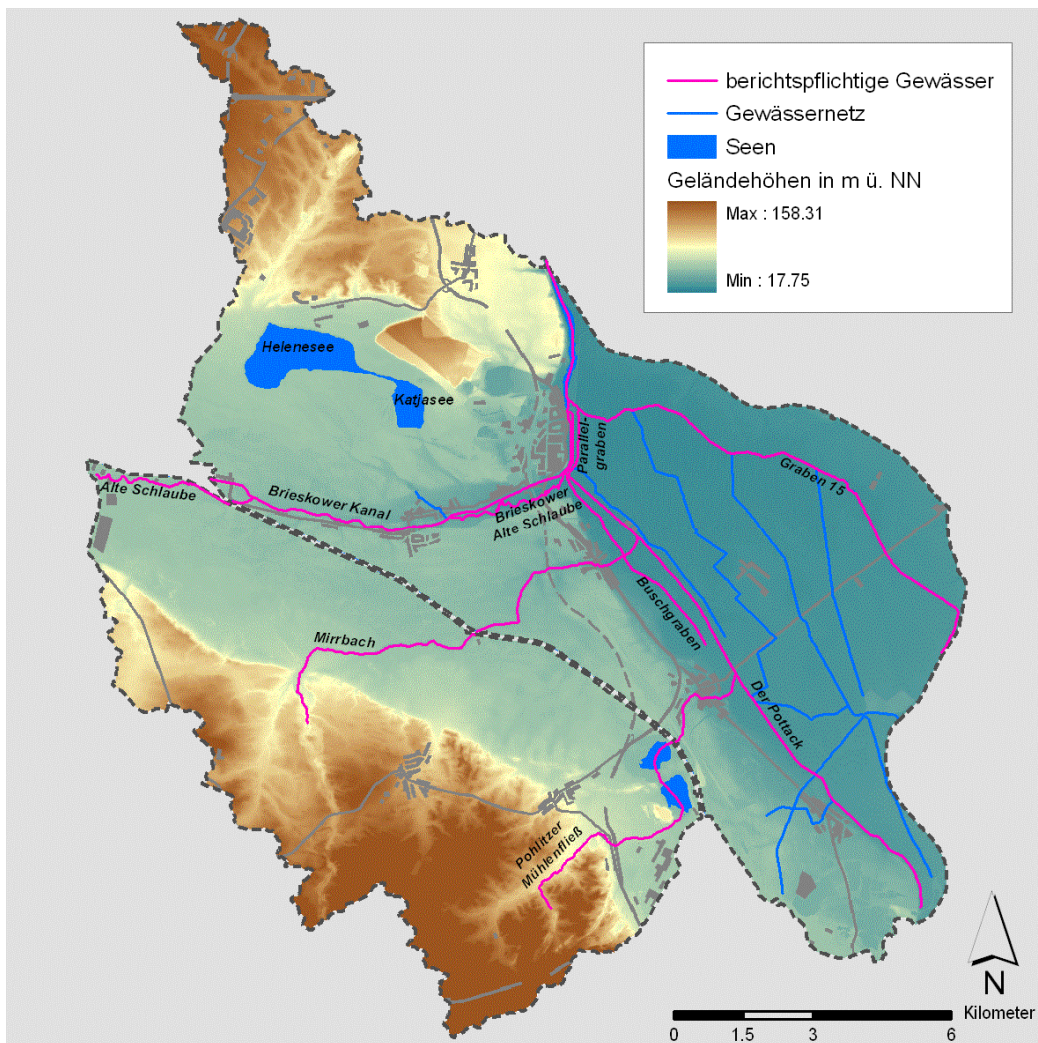 berichtspflichtige Gewässer
Gewässernetz
Seen
Geländehöhen in m ü. NN
Max : 158.31
Min : 17.75
Helenesee
Katjasee
Parallel-
graben
Graben 15
Alte Schlaube
Brieskower Kanal
Brieskower
Alte Schlaube
Buschgraben
Mirrbach
Der Pottack
Pohlitzer
Mühlenfließ
N
Kilometer
0 1.5 3 6